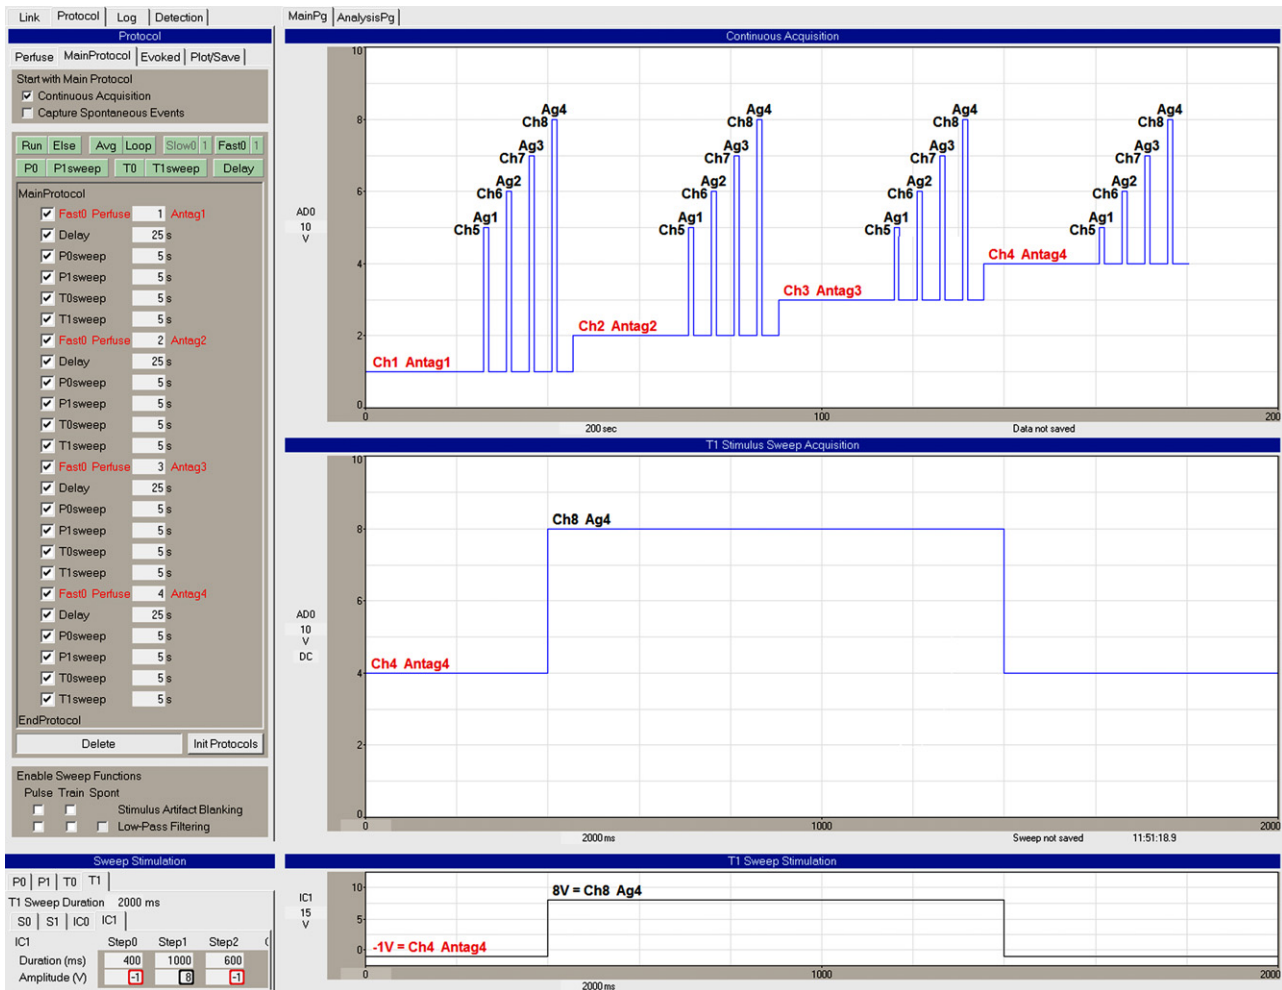 Link Protocol Log Detection
Protocol
Perfuse MainProtocol Evoked Plot/Save
Start with Main Protocol
Continuous Acquisition
Capture Spontaneous Events
Run Else Avg Loop Slow0 1 Fast0 1
P0 P1sweep T0 T1sweep Delay
MainProtocol
Fast0 Perfuse 1 Antag1
Delay 25 s
P0sweep 5 s
P1sweep 5 s
T0sweep 5 s
T1sweep 5 s
Fast0 Perfuse 2 Antag2
Delay 25 s
P0sweep 5 s
P1sweep 5 s
T0sweep 5 s
T1sweep 5 s
Fast0 Perfuse 3 Antag3
Delay 25 s
P0sweep 5 s
P1sweep 5 s
T0sweep 5 s
T1sweep 5 s
Fast0 Perfuse 4 Antag4
Delay 25 s
P0sweep 5 s
P1sweep 5 s
T0sweep 5 s
T1sweep 5 s
EndProtocol
Delete Init Protocols
Enable Sweep Functions
Pulse Train Spont
Stimulus Artifact Blanking
Low-Pass Filtering
Sweep Stimulation
P0 P1 T0 T1
T1 Sweep Duration 2000 ms
S0 S1 IC0 IC1
IC1 Step0 Step1 Step2 (
Duration (ms) 400 1000 600
Amplitude (V) -1 8 -1
MainPg AnalysisPg
Continuous Acquisition
10
Ag4 Ag4 Ag4 Ag4
8 Ch8 Ch8 Ch8 Ch8
Ag3 Ag3 Ag3 Ag3
Ch7 Ch7 Ch7 Ch7
Ag2 Ag2 Ag2 Ag2
6 Ch6 Ch6 Ch6 Ch6
AD0 Ag1 Ag1 Ag1 Ag1
10 Ch5 Ch5 Ch5 Ch5
V
Ch4 Antag4
4
Ch3 Antag3
Ch2 Antag2
2
Ch1 Antag1
0
0 100 200
200 sec Data not saved
T1 Stimulus Sweep Acquisition
10
Ch8 Ag4
8
6
AD0
10
V
DC
Ch4 Antag4
4
2
0
0 1000 2000
2000 ms Sweep not saved 11:51:18.9
T1 Sweep Stimulation
10
8V = Ch8 Ag4
IC1
15
V
5
-1V = Ch4 Antag4
0
0 1000 2000
2000 ms